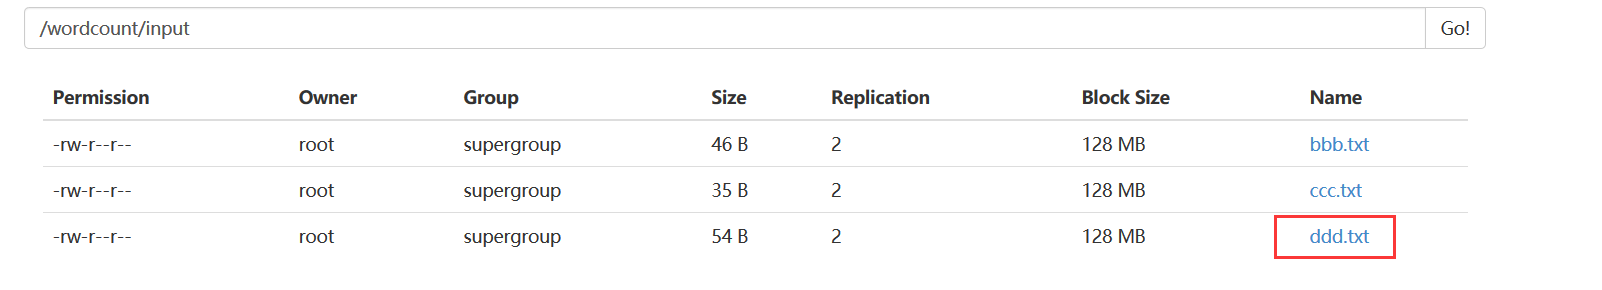 /wordcount/input Go!
Permission Owner Group Size Replication Block Size Name
-rw-r--r-- root supergroup 46 B 2 128 MB bbb.txt
-rw-r--r-- root supergroup 35 B 2 128 MB ccc.txt
-rw-r--r-- root supergroup 54 B 2 128 MB ddd.txt